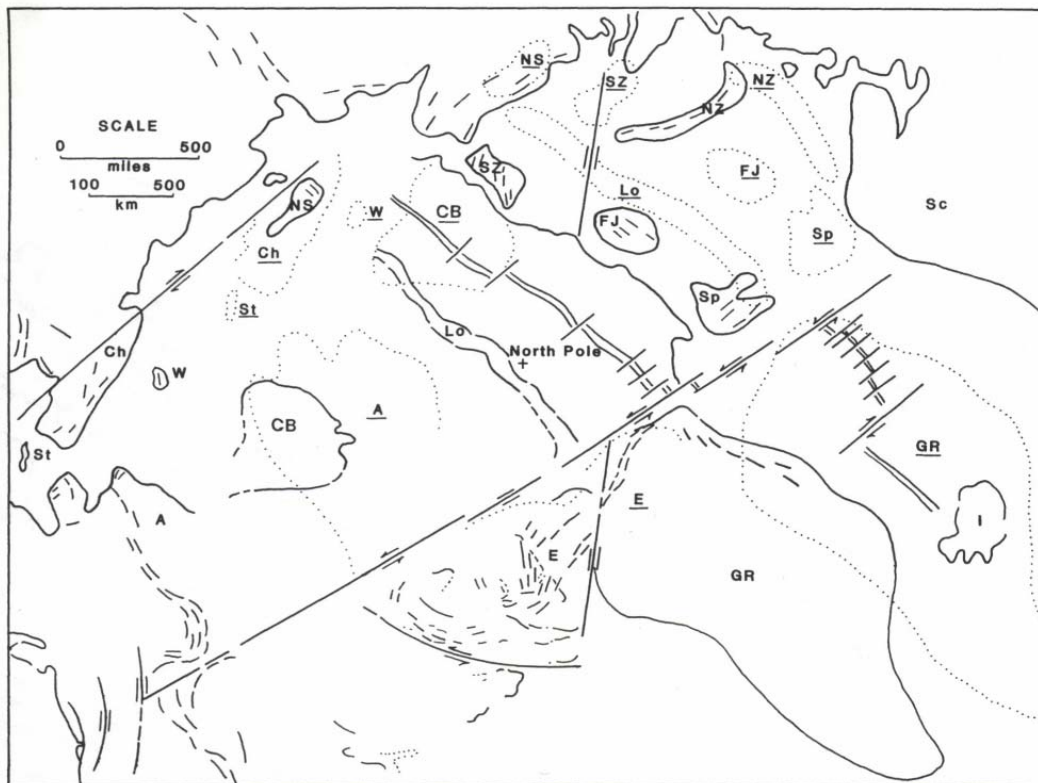 NS
SZ
NZ
NZ
SCALE
0 500
miles
100 500
km
SZ
FJ
Lo
NS
W
CB
FJ
Sp
Sc
Ch
St
Sp
Lo
North Pole
Ch
W
A
CB
GR
St
A
E
I
E
GR